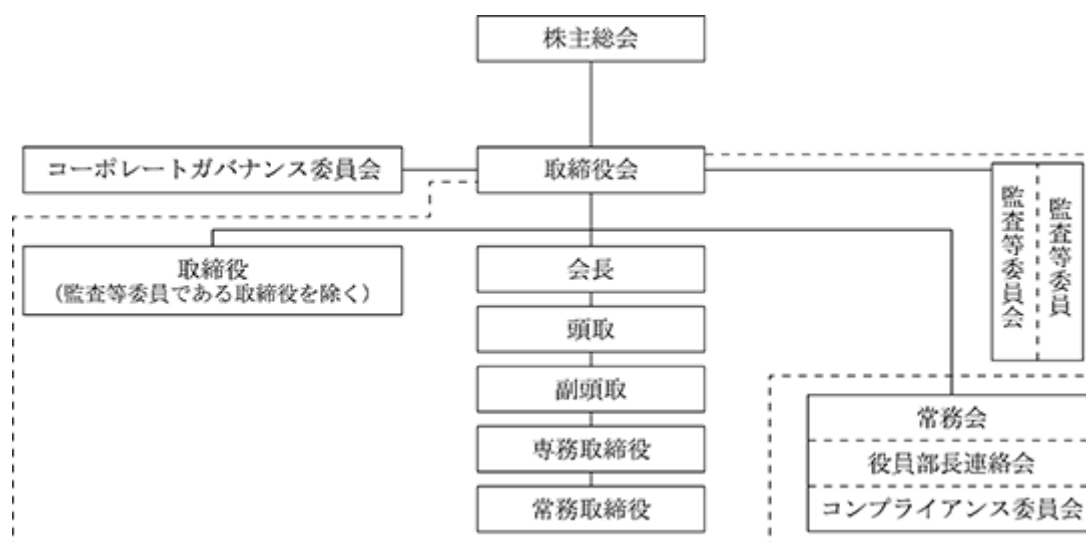 株主総会
コーポレートガバナンス委員会
取締役会
監査等委員会
監査等委員
取締役
（監査等委員である取締役を除く）
会長
頭取
副頭取
専務取締役
常務取締役
常務会
役員部長連絡会
コンプライアンス委員会